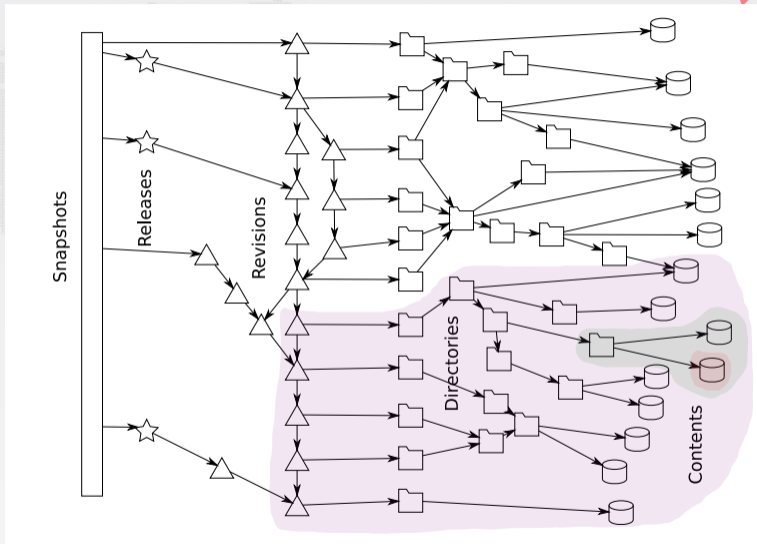 Snapshots
Releases
Revisions
Directories
Contents